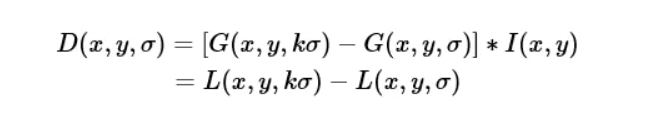 D(x, y, σ) = [G(x, y, kσ) − G(x, y, σ)] ∗ I(x, y)
= L(x, y, kσ) − L(x, y, σ)